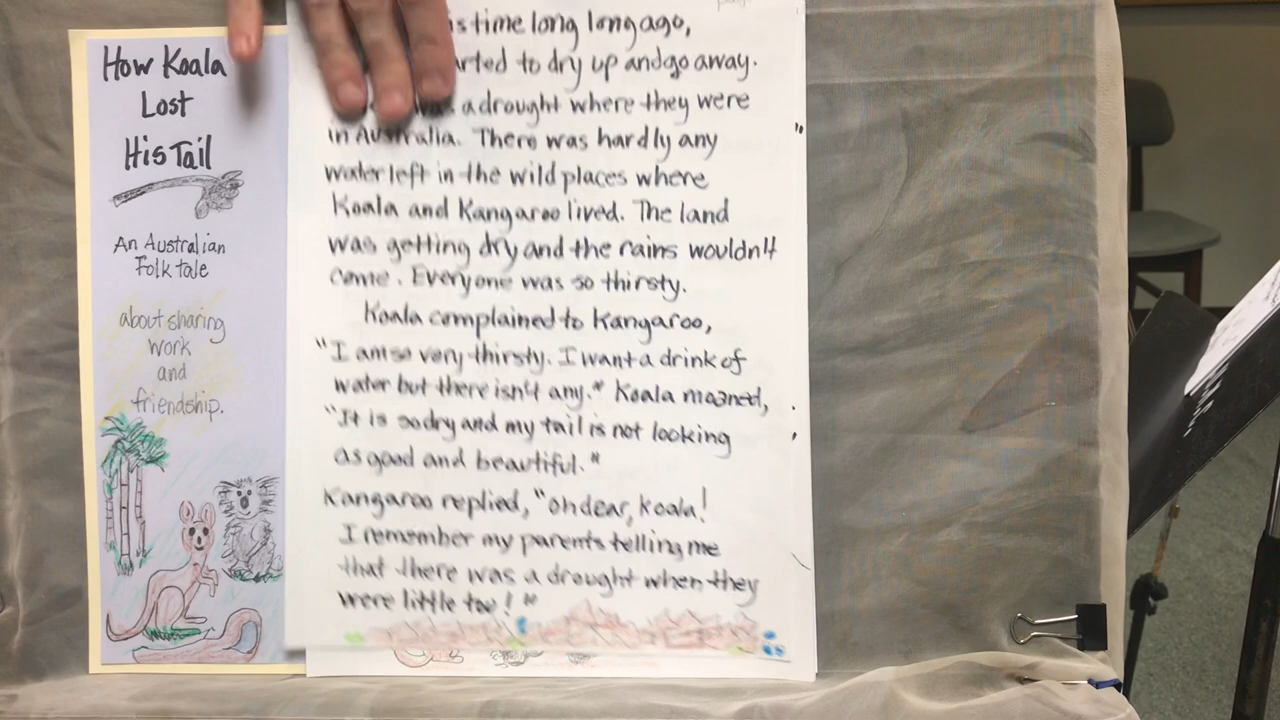 How Koala
Lost
His Tail
An Australian
Folk tale
about sharing
work
and
friendship.
time long long ago,
to dry up and go away.
was a drought where they were
in Australia. There was hardly any
water left in the wild places where
Koala and Kangaroo lived. The land
was getting dry and the rains wouldn't
come. Everyone was so thirsty.
Koala complained to Kangaroo,
"I am so very thirsty. I want a drink of
water but there isn't any." Koala moaned,
"It is so dry and my tail is not looking
as good and beautiful."
Kangaroo replied, "oh dear, Koala!
I remember my parents telling me
that there was a drought when they
were little too!"